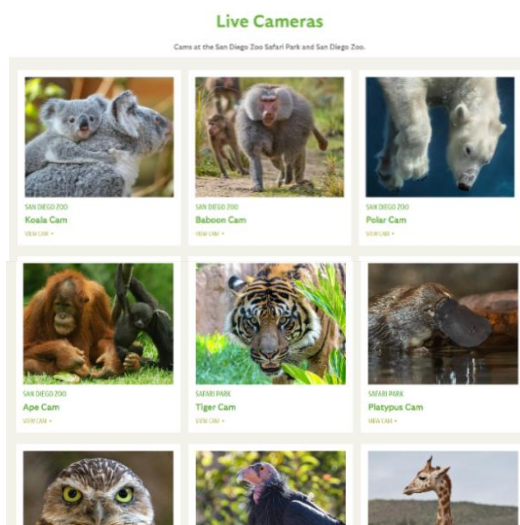 Live Cameras
Cams at the San Diego Zoo Safari Park and San Diego Zoo.
SAN DIEGO ZOO
Koala Cam
VIEW CAM
SAN DIEGO ZOO
Baboon Cam
VIEW CAM
SAN DIEGO ZOO
Polar Cam
VIEW CAM
SAN DIEGO ZOO
Ape Cam
VIEW CAM
SAFARI PARK
Tiger Cam
VIEW CAM
SAFARI PARK
Platypus Cam
VIEW CAM